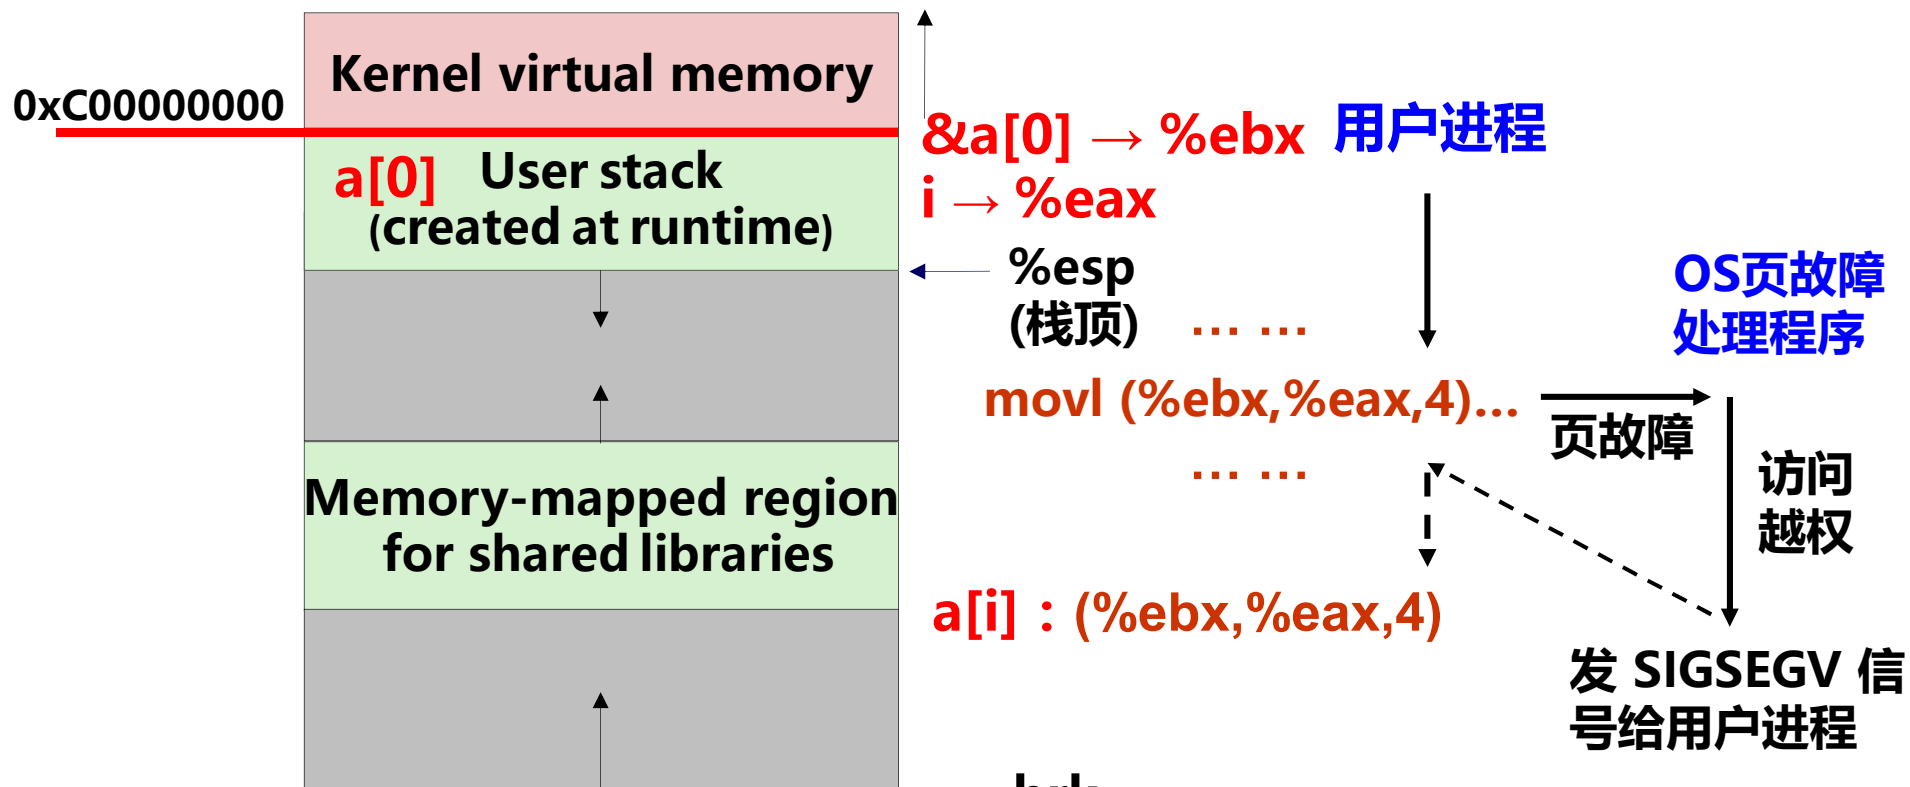 Kernel virtual memory
0xC00000000
a[0] User stack
(created at runtime)
&a[0] → %ebx 用户进程
i → %eax
%esp
(栈顶)
OS页故障
处理程序
... ...
movl (%ebx,%eax,4)...
页故障
... ...
访问
越权
Memory-mapped region
for shared libraries
a[i]：(%ebx,%eax,4)
发 SIGSEGV 信
号给用户进程